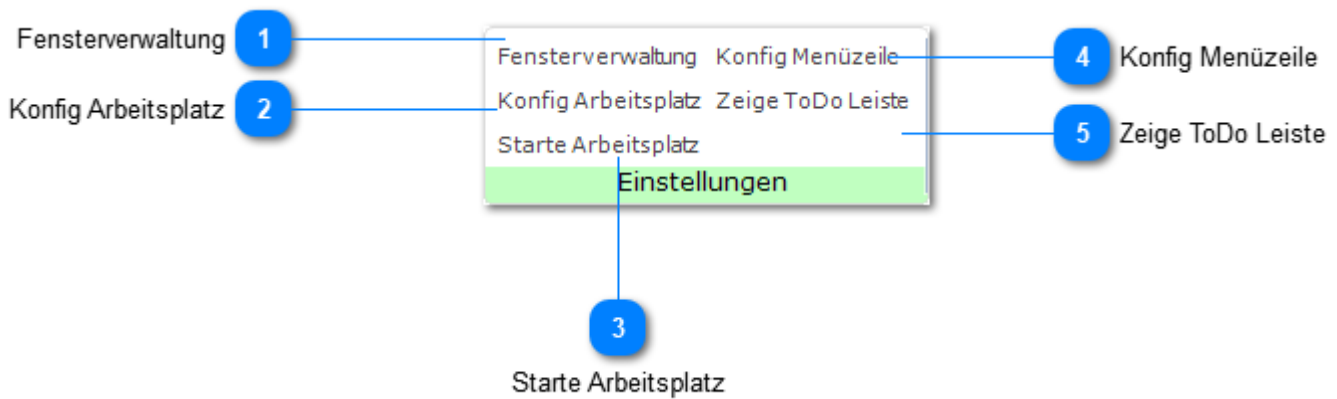 Fensterverwaltung 1
Konfig Arbeitsplatz 2
Fensterverwaltung Konfig Menüzeile
Konfig Arbeitsplatz Zeige ToDo Leiste
Starte Arbeitsplatz
Einstellungen
4 Konfig Menüzeile
5 Zeige ToDo Leiste
3
Starte Arbeitsplatz